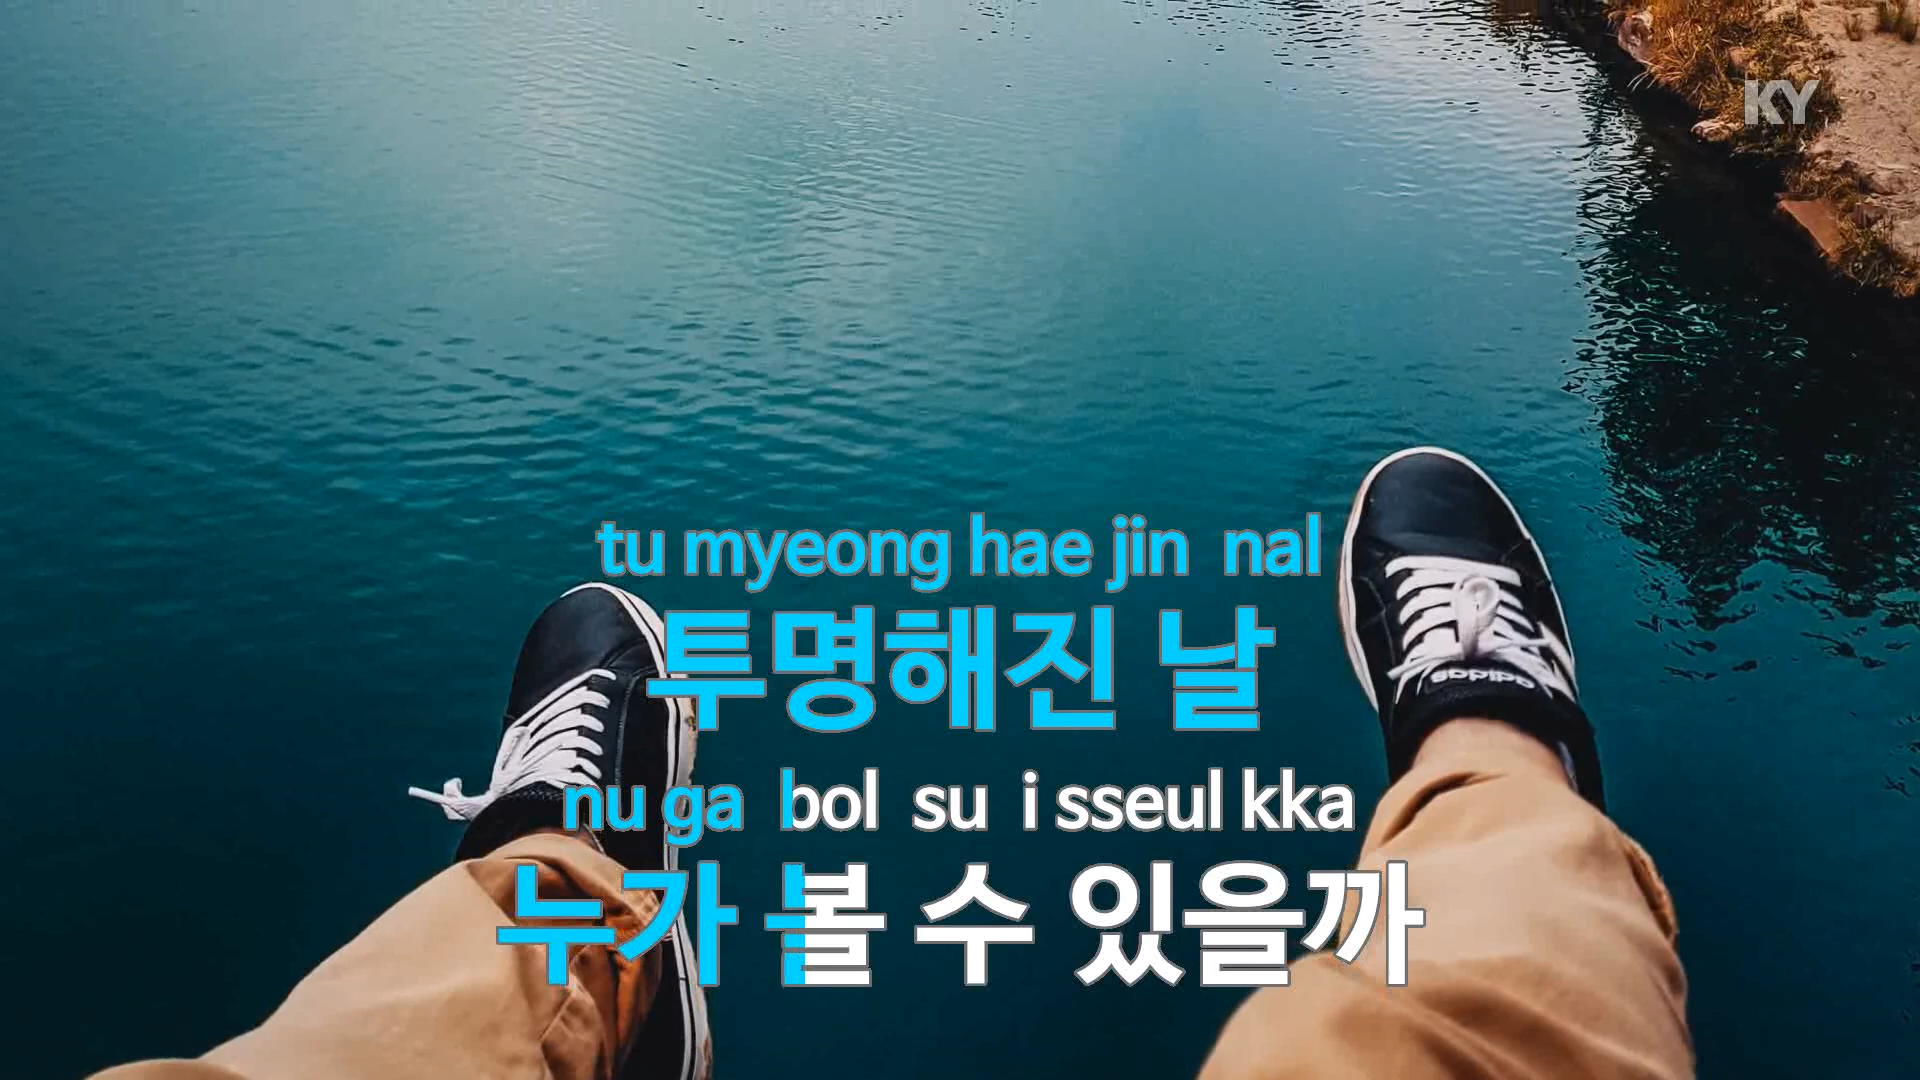 KY
tu myeong hae jin nal
투명해진 날
nu ga bol su i sseul kka
누가 볼 수 있을까
adidas